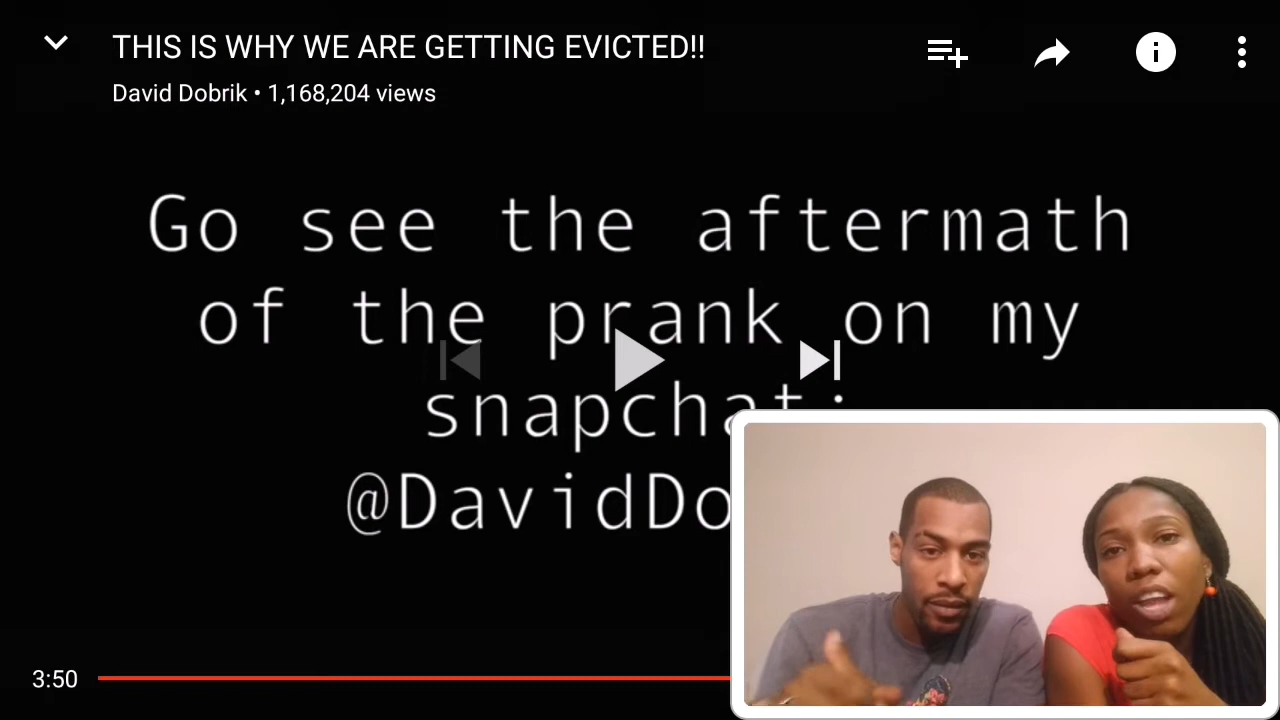 THIS IS WHY WE ARE GETTING EVICTED!!
David Dobrik • 1,168,204 views
Go see the aftermath
of the prank on my
snapchat:
@DavidDo
3:50